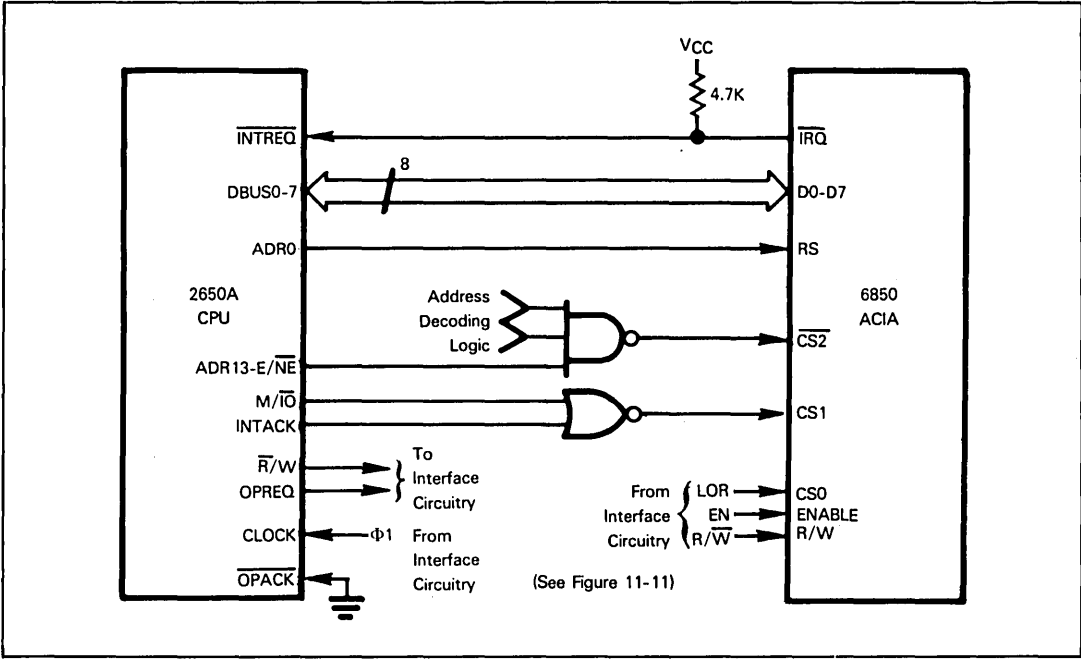 VCC
4.7K
INTREQ
IRQ
8
DBUS0-7
D0-D7
ADR0
RS
2650A
CPU
Address
Decoding
Logic
6850
ACIA
CS2
ADR13-E/NE
M/IO
INTACK
CS1
R/W
OPREQ
To
Interface
Circuitry
From
Interface
Circuitry
LOR
EN
R/W
CS0
ENABLE
R/W
CLOCK
Φ1
From
Interface
Circuitry
OPACK
(See Figure 11-11)